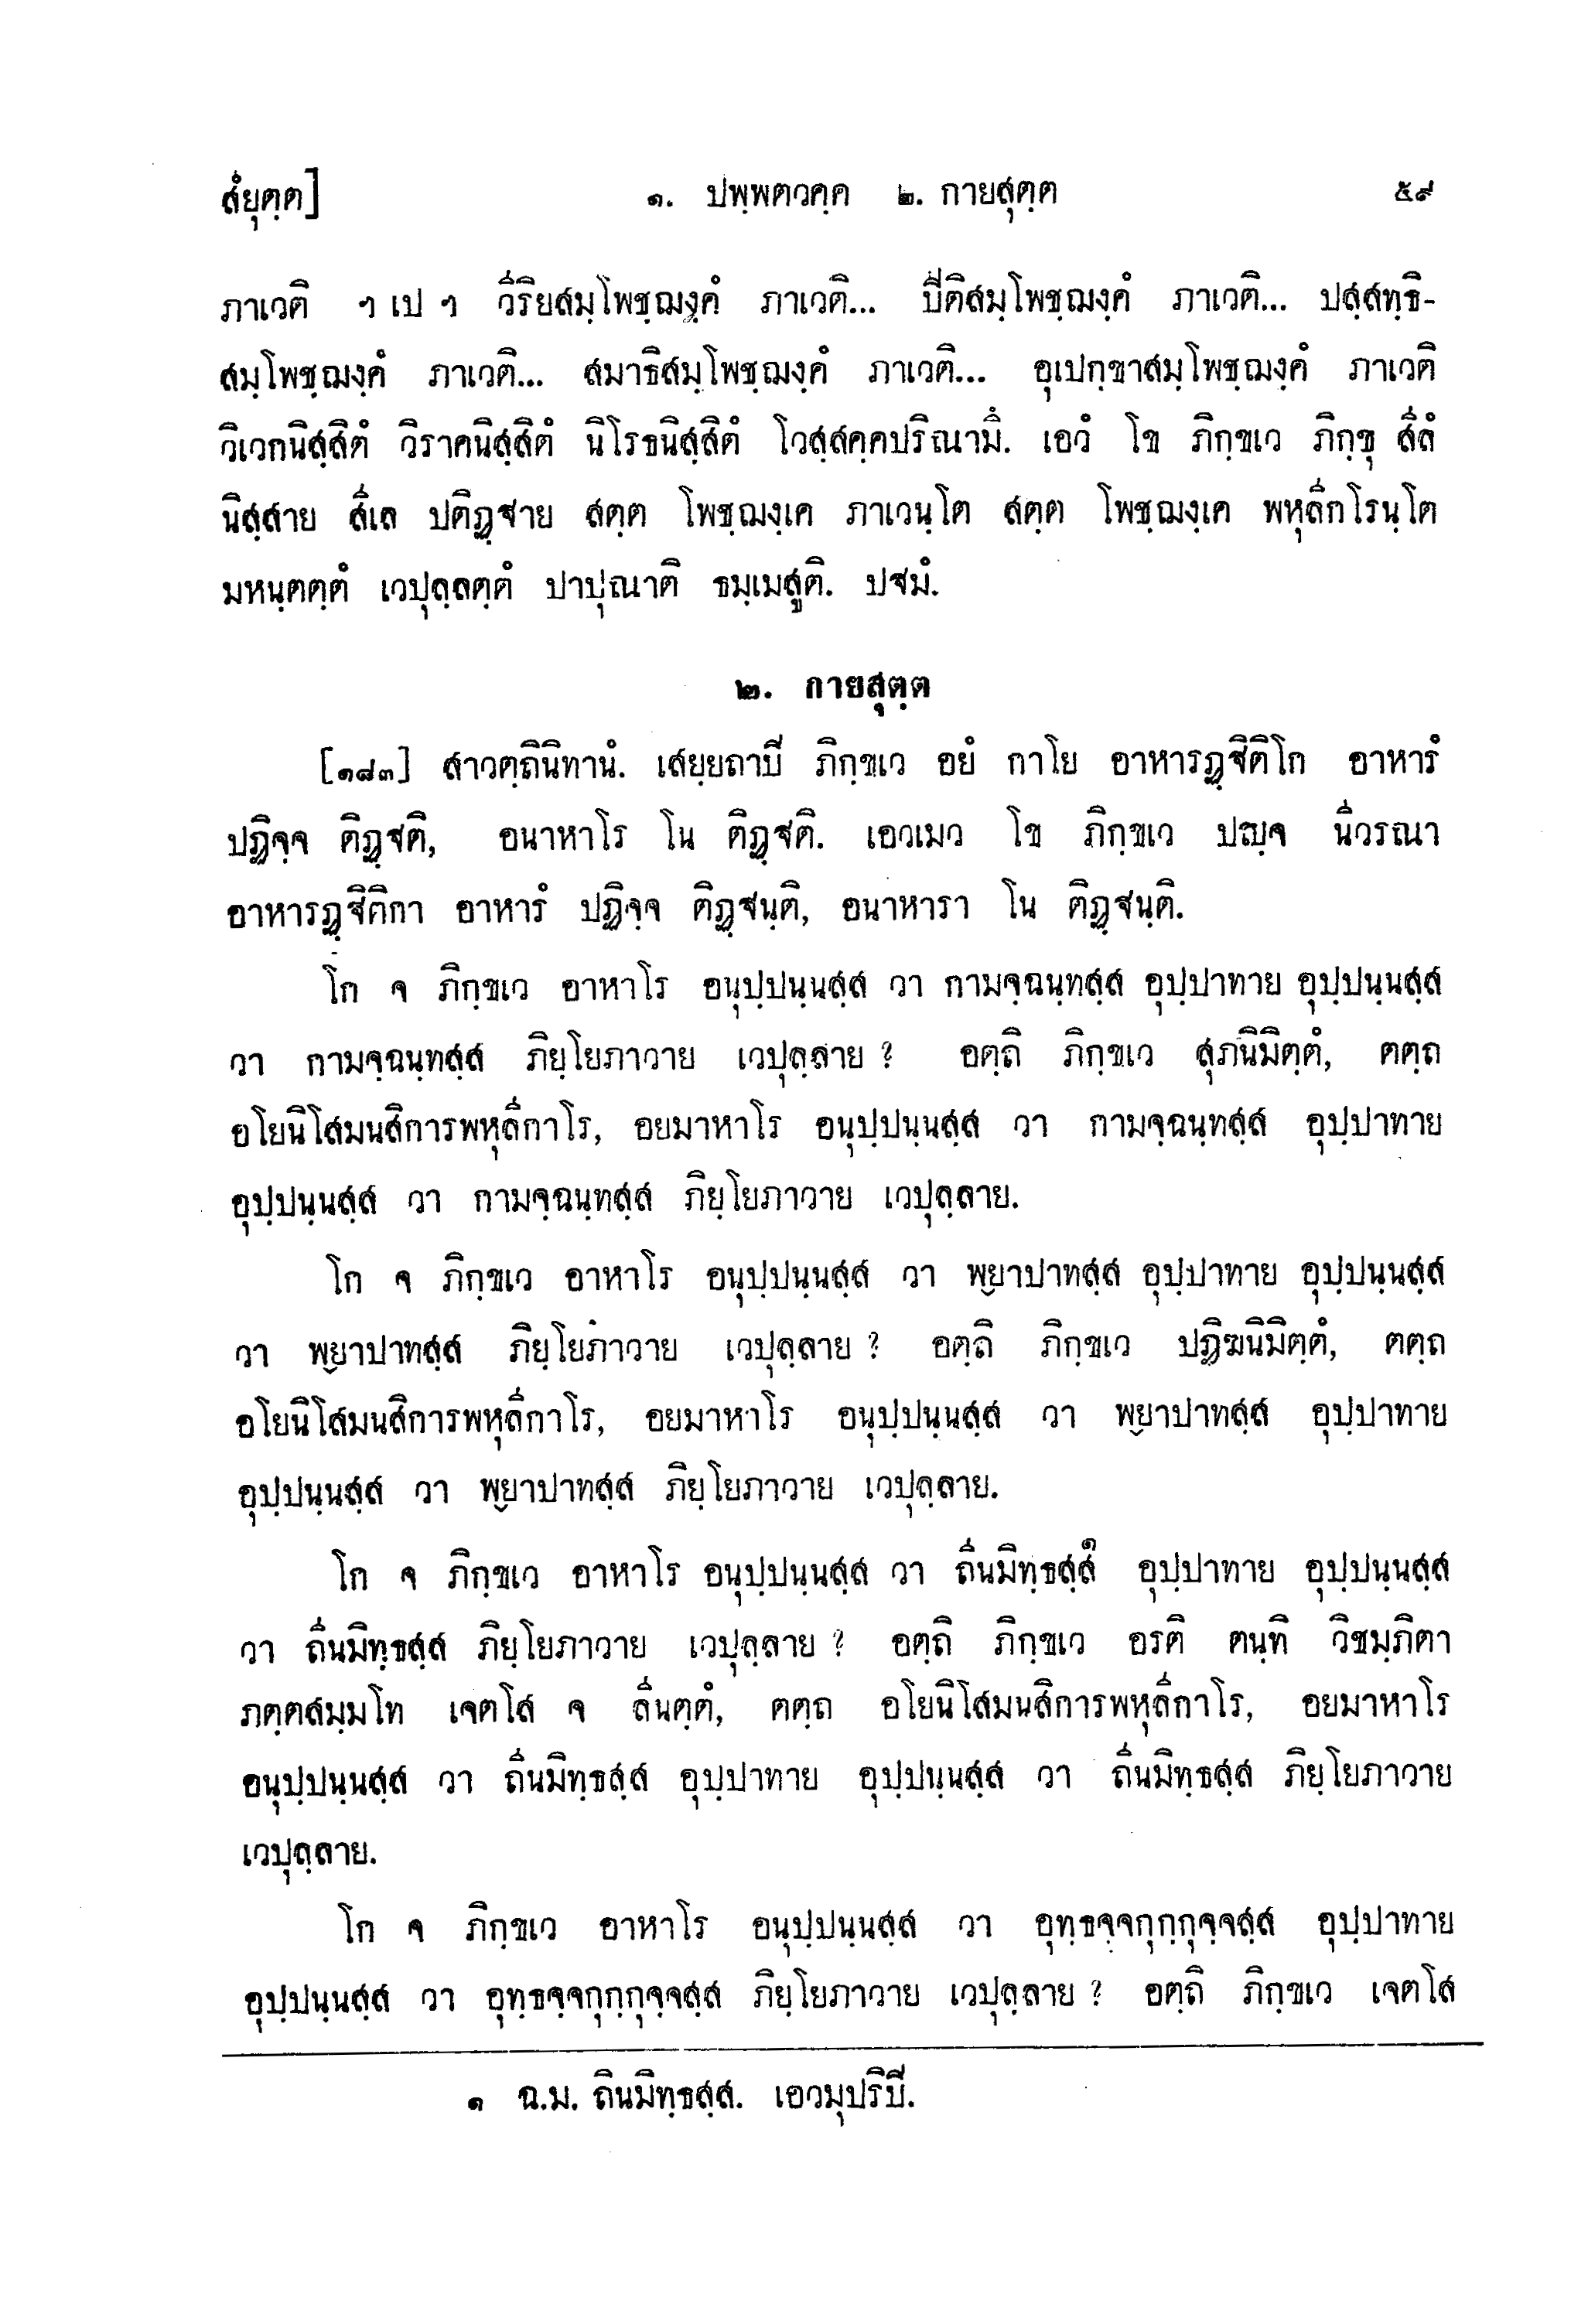 สํยุตฺต] ๑. ปพฺพตวคฺค ๒. กายสุตฺต ๕๙
ภาเวติ ฯ เป ฯ วีริยสมฺโพชฺฌงฺคํ ภาเวติ... ปีติสมฺโพชฺฌงฺคํ ภาเวติ... ปสฺสทฺธิ-
สมฺโพชฺฌงฺคํ ภาเวติ... สมาธิสมฺโพชฺฌงฺคํ ภาเวติ... อุเปกฺขาสมฺโพชฺฌงฺคํ ภาเวติ
วิเวกนิสฺสิตํ วิราคนิสฺสิตํ นิโรธนิสฺสิตํ โวสฺสคฺคปริณามึ. เอวํ โข ภิกฺขเว ภิกฺขุ สีลํ
นิสฺสาย สีเล ปติฏฺฐาย สตฺต โพชฺฌงฺเค ภาเวนฺโต สตฺต โพชฺฌงฺเค พหุลีกโรนฺโต
มหนฺตตฺตํ เวปุลฺลตฺตํ ปาปุณาติ ธมฺเมสูติ. ปฐมํ.
๒. กายสุตฺต
[๑๘๓] สาวตฺถีนิทานํ. เสยฺยถาปิ ภิกฺขเว อยํ กาโย อาหารฏฺฐิติโก อาหารํ
ปฏิจฺจ ติฏฺฐติ, อนาหาโร โน ติฏฺฐติ. เอวเมว โข ภิกฺขเว ปญฺจ นีวรณา
อาหารฏฺฐิติกา อาหารํ ปฏิจฺจ ติฏฺฐนฺติ, อนาหารา โน ติฏฺฐนฺติ.
โก จ ภิกฺขเว อาหาโร อนุปฺปนฺนสฺส วา กามจฺฉนฺทสฺส อุปฺปาทาย อุปฺปนฺนสฺส
วา กามจฺฉนฺทสฺส ภิยฺโยภาวาย เวปุลฺลาย ? อตฺถิ ภิกฺขเว สุภนิมิตฺตํ, ตตฺถ
อโยนิโสมนสิการพหุลีกาโร, อยมาหาโร อนุปฺปนฺนสฺส วา กามจฺฉนฺทสฺส อุปฺปาทาย
อุปฺปนฺนสฺส วา กามจฺฉนฺทสฺส ภิยฺโยภาวาย เวปุลฺลาย.
โก จ ภิกฺขเว อาหาโร อนุปฺปนฺนสฺส วา พฺยาปาทสฺส อุปฺปาทาย อุปฺปนฺนสฺส
วา พฺยาปาทสฺส ภิยฺโยภาวาย เวปุลฺลาย ? อตฺถิ ภิกฺขเว ปฏิฆนิมิตฺตํ, ตตฺถ
อโยนิโสมนสิการพหุลีกาโร, อยมาหาโร อนุปฺปนฺนสฺส วา พฺยาปาทสฺส อุปฺปาทาย
อุปฺปนฺนสฺส วา พฺยาปาทสฺส ภิยฺโยภาวาย เวปุลฺลาย.
โก จ ภิกฺขเว อาหาโร อนุปฺปนฺนสฺส วา ถีนมิทฺธสฺส๑ อุปฺปาทาย อุปฺปนฺนสฺส
วา ถีนมิทฺธสฺส ภิยฺโยภาวาย เวปุลฺลาย ? อตฺถิ ภิกฺขเว อรติ ตนฺทิ วิชมฺภิตา
ภตฺตสมฺมโท เจตโส จ ลีนตฺตํ, ตตฺถ อโยนิโสมนสิการพหุลีกาโร, อยมาหาโร
อนุปฺปนฺนสฺส วา ถีนมิทฺธสฺส อุปฺปาทาย อุปฺปนฺนสฺส วา ถีนมิทฺธสฺส ภิยฺโยภาวาย
เวปุลฺลาย.
โก จ ภิกฺขเว อาหาโร อนุปฺปนฺนสฺส วา อุทฺธจฺจกุกฺกุจฺจสฺส อุปฺปาทาย
อุปฺปนฺนสฺส วา อุทฺธจฺจกุกฺกุจฺจสฺส ภิยฺโยภาวาย เวปุลฺลาย ? อตฺถิ ภิกฺขเว เจตโส
๑ ฉ.ม. ถินมิทฺธสฺส. เอวมุปริปิ.